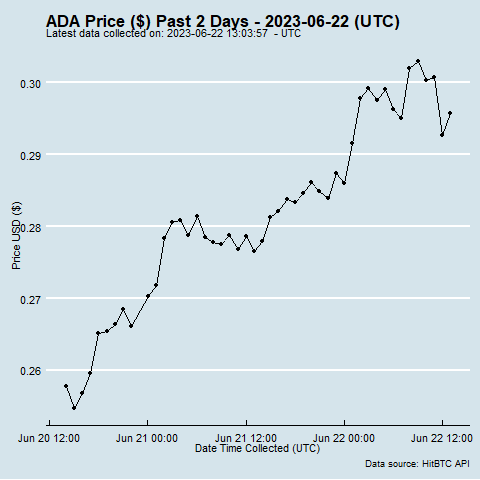 ADA Price ($) Past 2 Days - 2023-06-22 (UTC)
Latest data collected on: 2023-06-22 13:03:57  - UTC
0.30
0.29
0.28
0.27
0.26
Price USD ($)
Jun 20 12:00 Jun 21 00:00 Jun 21 12:00 Jun 22 00:00 Jun 22 12:00
Date Time Collected (UTC)
Data source: HitBTC API